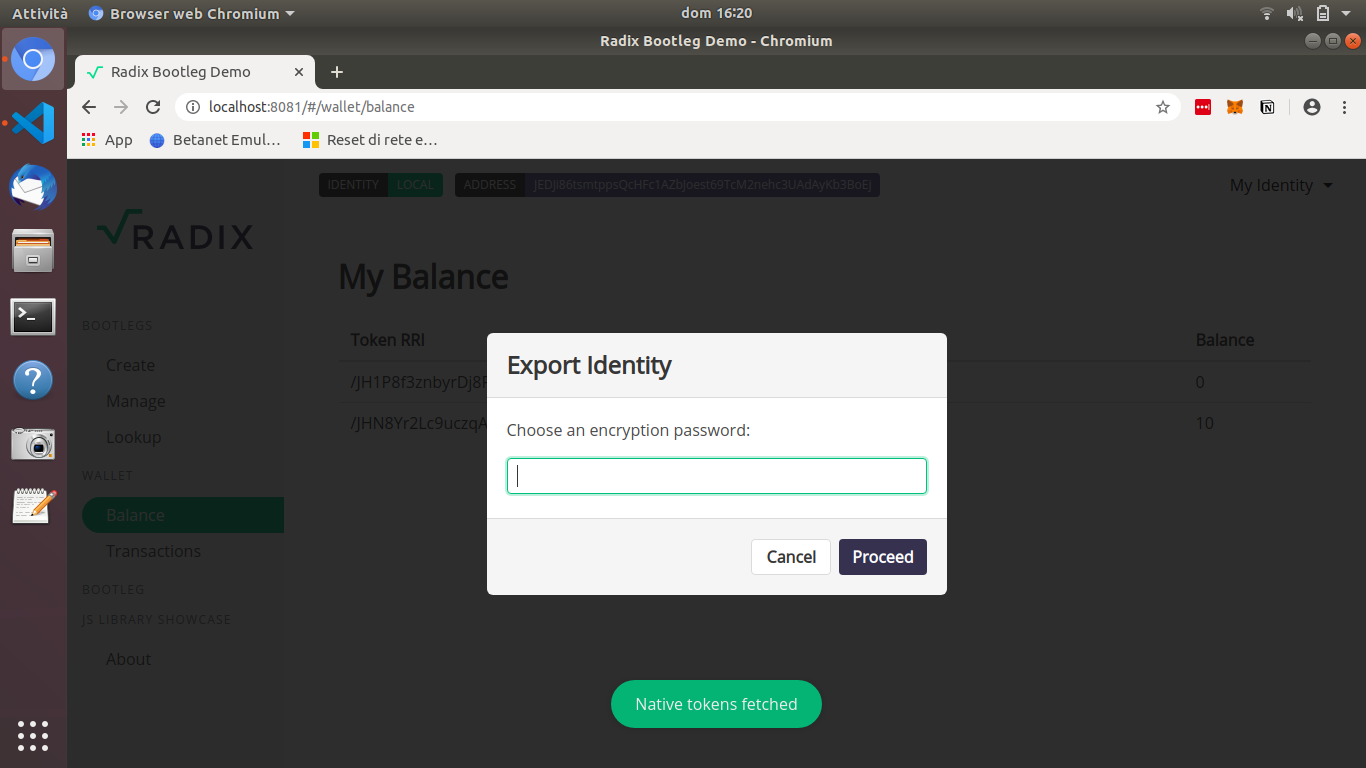 Attività
Browser web Chromium
dom 16:20
Radix Bootleg Demo - Chromium
Radix Bootleg Demo
localhost:8081/#/wallet/balance
App
Betanet Emul…
Reset di rete e…
IDENTITY LOCAL
ADDRESS
My Identity
RADIX
My Balance
BOOTLEGS
Create
Manage
Lookup
WALLET
Balance
Transactions
BOOTLEG
JS LIBRARY SHOWCASE
About
Token RRI
Balance
0
10
Export Identity
Choose an encryption password:
Cancel
Proceed
Native tokens fetched